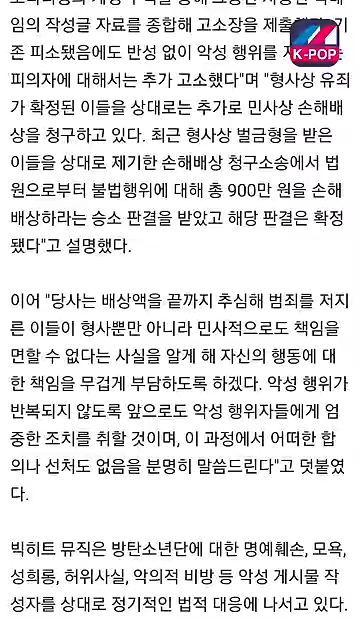 K-POP
임의 작성글 자료를 종합해 고소장을 제출
존 피소됐음에도 반성 없이 악성 행위를
피의자에 대해서는 추가 고소했다"며 "형사상 유죄
가 확정된 이들을 상대로는 추가로 민사상 손해배
상을 청구하고 있다. 최근 형사상 벌금형을 받은
이들을 상대로 제기한 손해배상 청구소송에서 법
원으로부터 불법행위에 대해 총 900만 원을 손해
배상하라는 승소 판결을 받았고 해당 판결은 확정
됐다"고 설명했다.
이어 "당사는 배상액을 끝까지 추심해 범죄를 저지
른 이들이 형사뿐만 아니라 민사적으로도 책임을
면할 수 없다는 사실을 알게 해 자신의 행동에 대
한 책임을 무겁게 부담하도록 하겠다. 악성 행위가
반복되지 않도록 앞으로도 악성 행위자들에게 엄
중한 조치를 취할 것이며, 이 과정에서 어떠한 합
의나 선처도 없음을 분명히 말씀드린다"고 덧붙였
다.
빅히트 뮤직은 방탄소년단에 대한 명예훼손, 모욕,
성희롱, 허위사실, 악의적 비방 등 악성 게시물 작
성자를 상대로 정기적인 법적 대응에 나서고 있다.